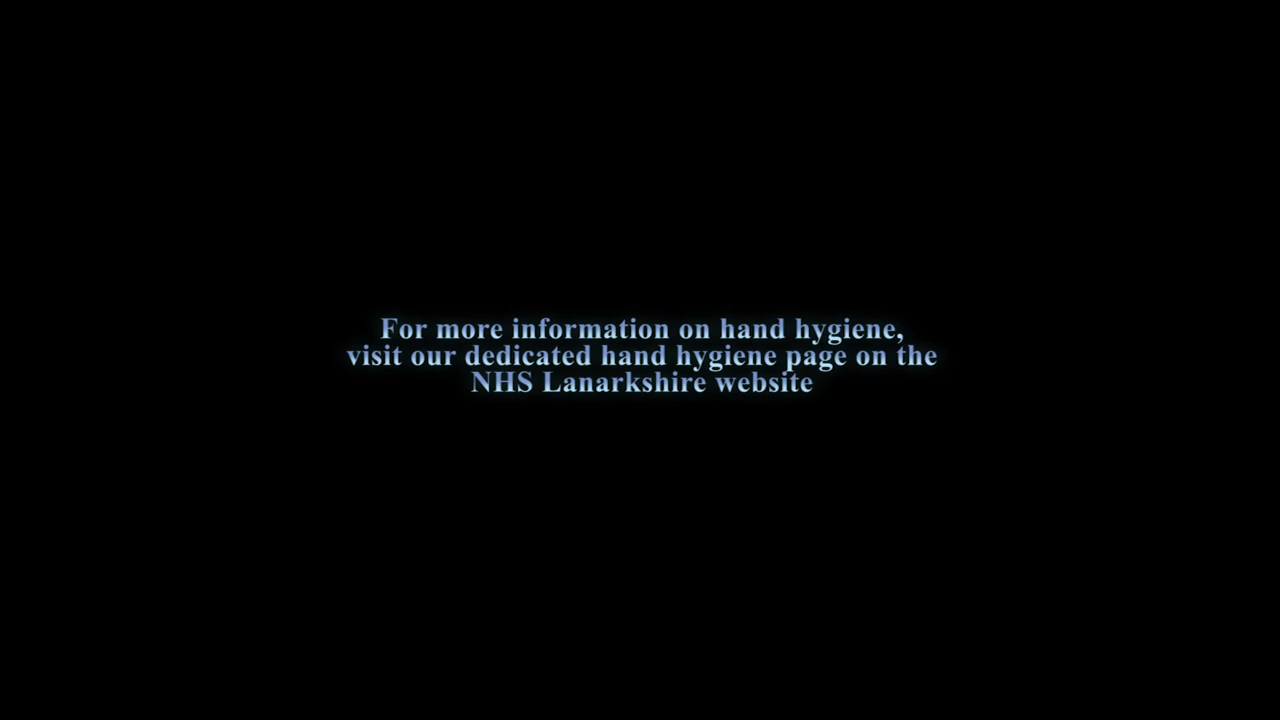 For more information on hand hygiene,
visit our dedicated hand hygiene page on the
NHS Lanarkshire website